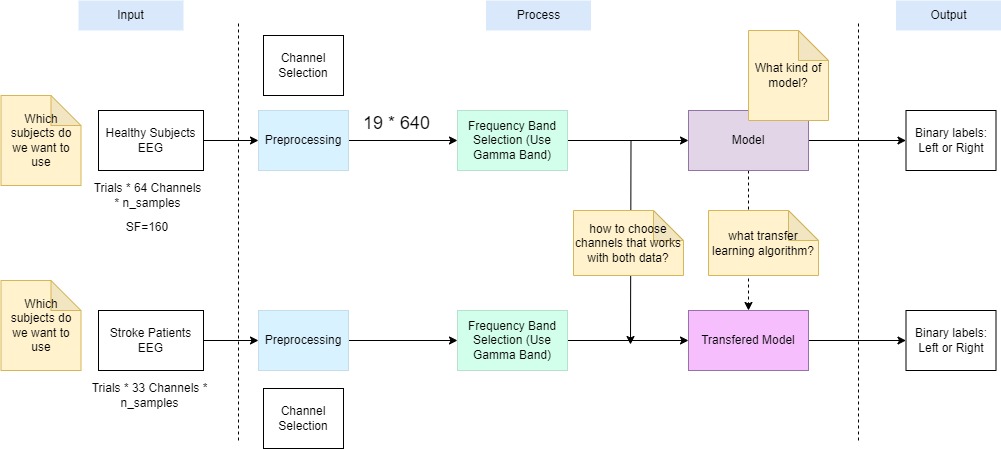 Input
Process
Output
Channel
Selection
What kind of
model?
Which
subjects do
we want to
use
Healthy Subjects
EEG
Preprocessing
19 * 640
Frequency Band
Selection (Use
Gamma Band)
Model
Binary labels:
Left or Right
Trials * 64 Channels
* n_samples
SF=160
how to choose
channels that works
with both data?
what transfer
learning algorithm?
Which
subjects do
we want to
use
Stroke Patients
EEG
Preprocessing
Frequency Band
Selection (Use
Gamma Band)
Transfered Model
Binary labels:
Left or Right
Trials * 33 Channels *
n_samples
Channel
Selection